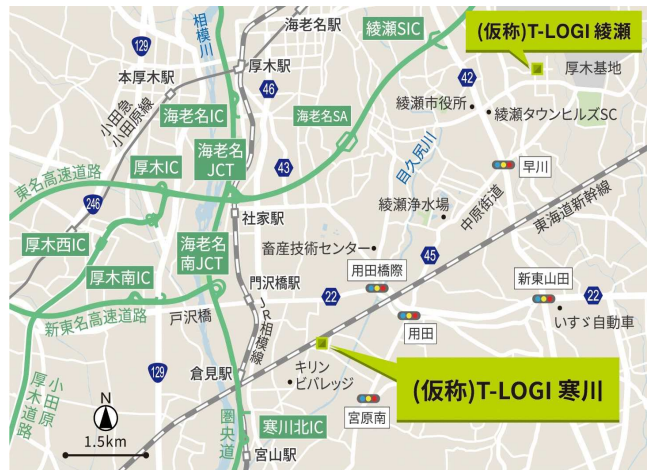 相模川
海老名駅
綾瀬SIC
(仮称)T-LOGI 綾瀬
129
厚木駅
本厚木駅
46
42
厚木基地
綾瀬市役所
綾瀬タウンヒルズSC
小田急
小田原線
海老名IC
海老名SA
目久尻川
海老名
JCT
厚木IC
43
早川
東名高速道路
中原街道
東海道新幹線
246
社家駅
綾瀬浄水場
厚木西IC
海老名
南JCT
畜産技術センター
45
厚木南IC
門沢橋駅
用田橋際
新東山田
22
22
新東名高速道路
戸沢橋
JR相模線
用田
いすゞ自動車
129
倉見駅
キリン
ビバレッジ
(仮称)T-LOGI 寒川
小田原
厚木道路
N
1.5km
圏央道
寒川北IC
宮原南
宮山駅